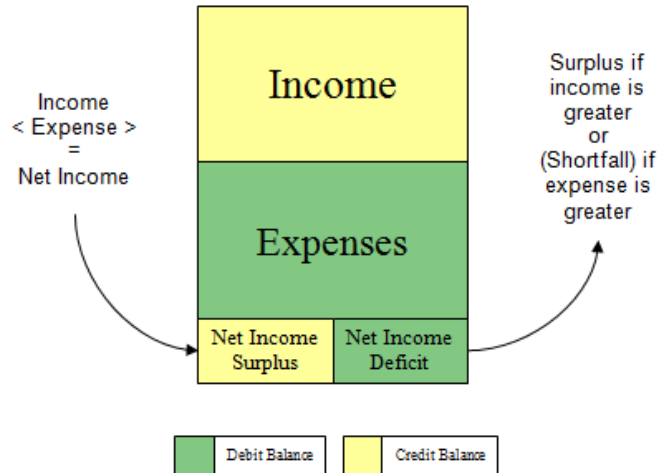 Income
< Expense >
=
Net Income
Income
Expenses
Net Income
Surplus
Net Income
Deficit
Surplus if
income is
greater
or
(Shortfall) if
expense is
greater
Debit Balance
Credit Balance